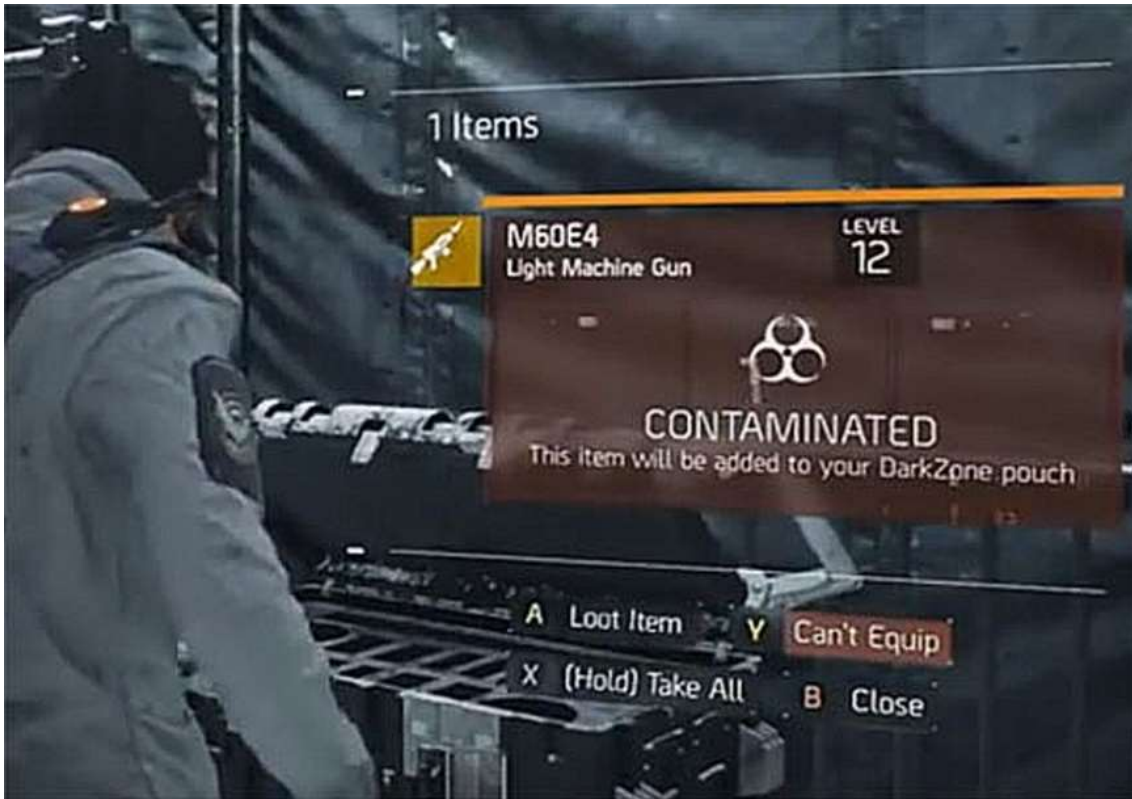 1 Items
M60E4
Light Machine Gun
LEVEL
12
CONTAMINATED
This item will be added to your DarkZone pouch
A Loot Item
Y Can't Equip
X (Hold) Take All
B Close